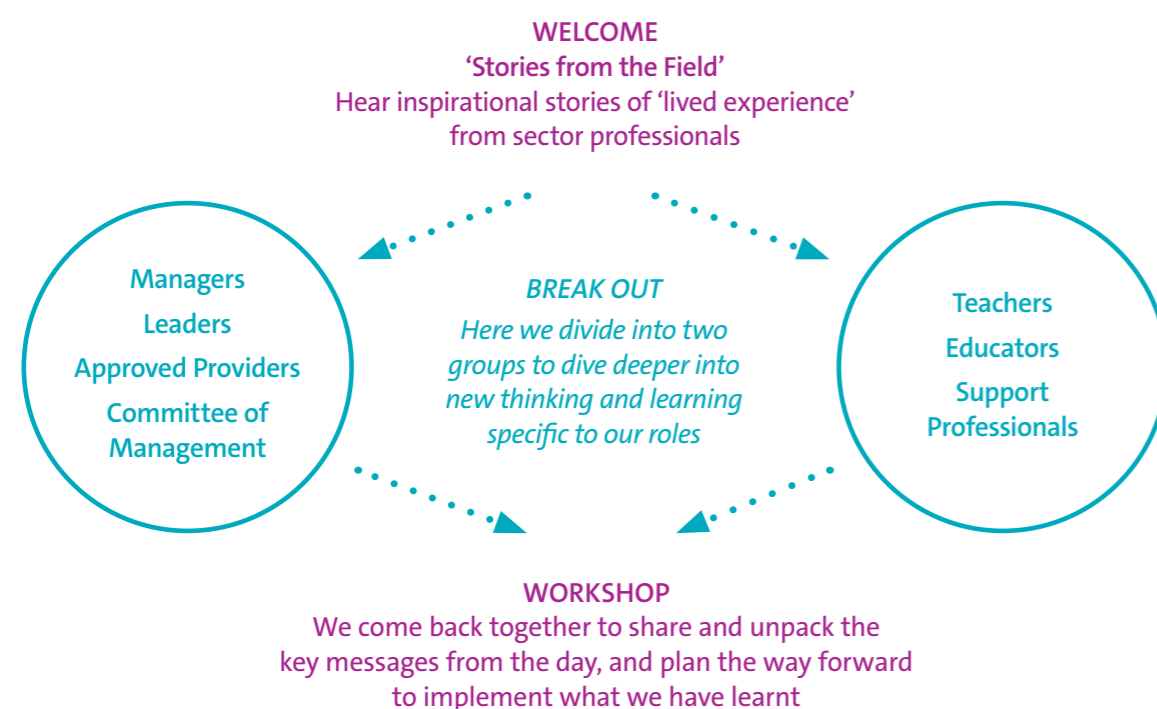 WELCOME
‘Stories from the Field’
Hear inspirational stories of ‘lived experience’
from sector professionals
Managers
Leaders
Approved Providers
Committee of
Management
BREAK OUT
Here we divide into two
groups to dive deeper into
new thinking and learning
specific to our roles
Teachers
Educators
Support
Professionals
WORKSHOP
We come back together to share and unpack the
key messages from the day, and plan the way forward
to implement what we have learnt